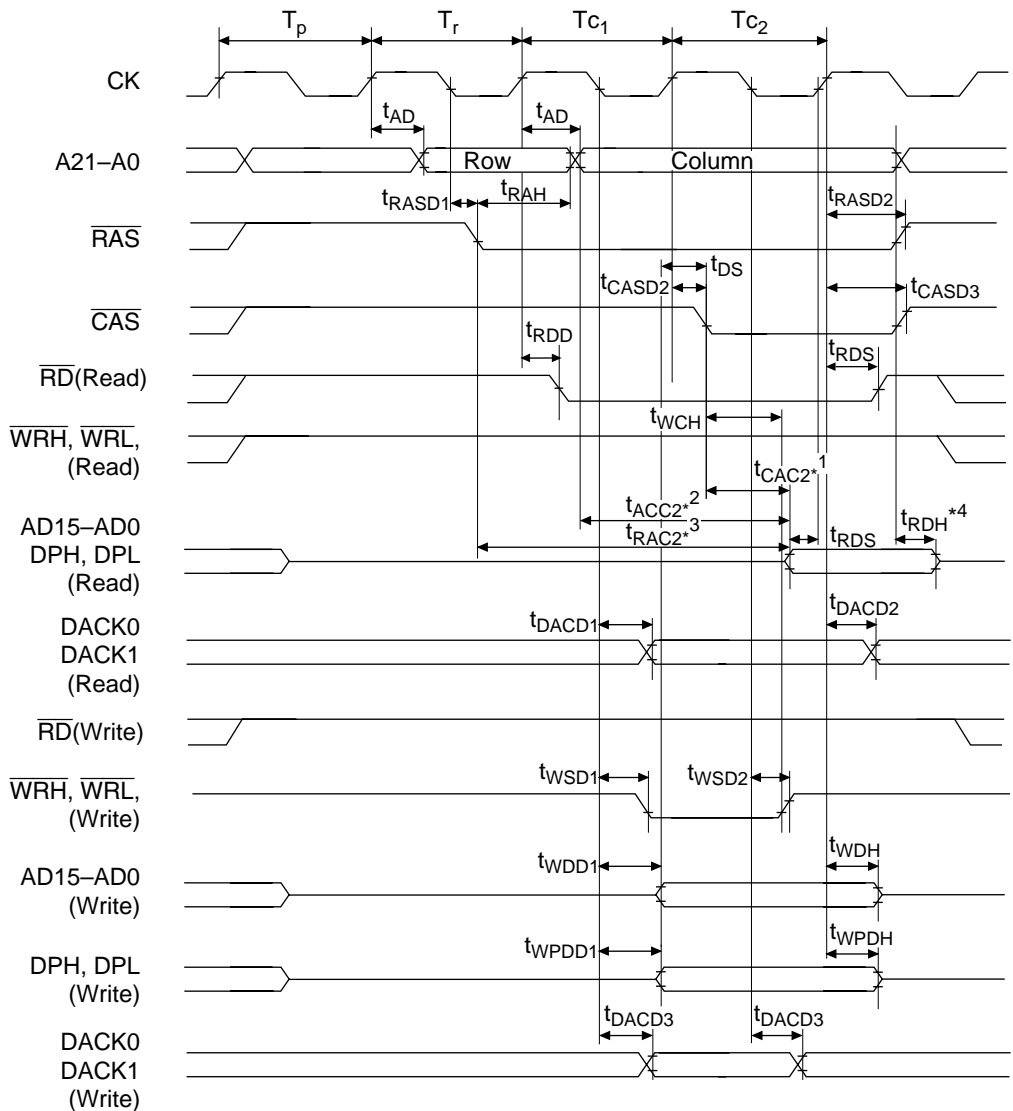 Tp Tr Tc1 Tc2
CK
tAD tAD
A21–A0 Row Column
tRASD1 tRAH tRASD2
RAS
tDS
tCASD2 tCASD3
CAS
tRDD tRDS
RD(Read)
tWCH
WRH, WRL,
(Read)
tCAC2*1
tACC2*2
AD15–AD0
tRAC2*3 tRDS tRDH*4
DPH, DPL
(Read)
DACK0
tDACD1 tDACD2
DACK1
(Read)
RD(Write)
WRH, WRL, tWSD1 tWSD2
(Write)
AD15–AD0 tWDD1 tWDH
(Write)
DPH, DPL tWPDD1 tWPDH
(Write)
DACK0 tDACD3 tDACD3
DACK1
(Write)